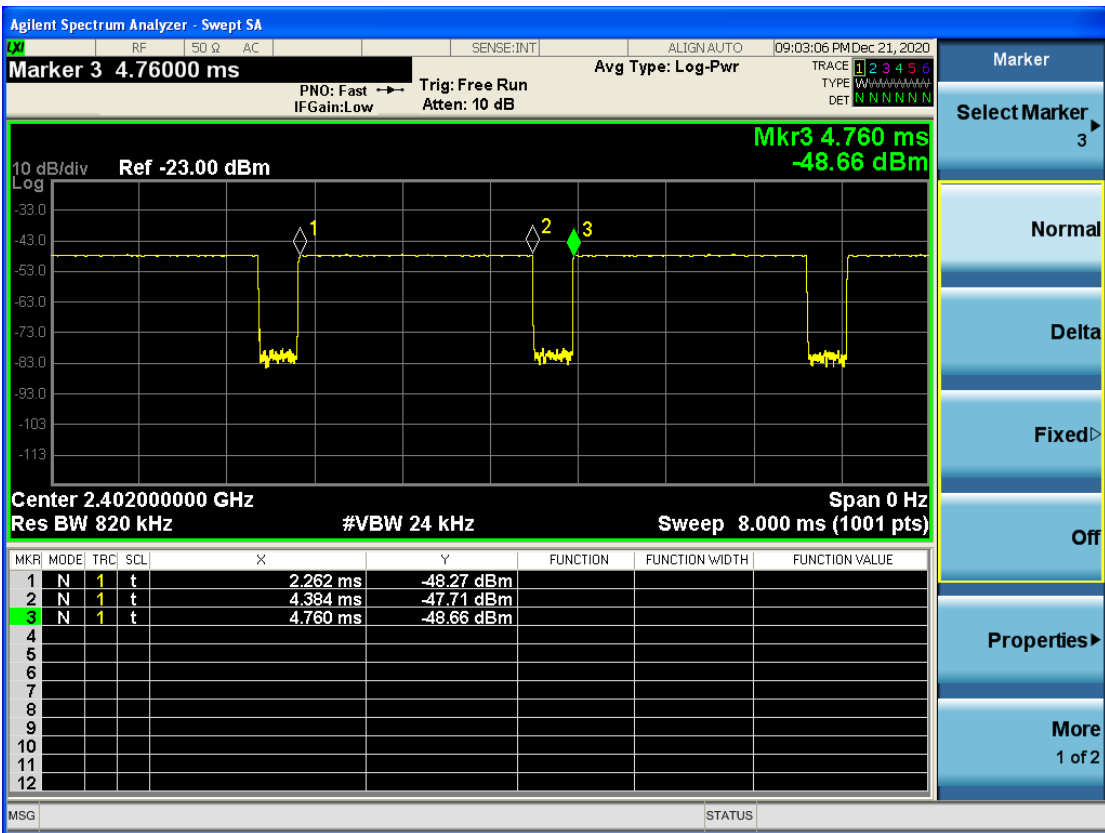 Agilent Spectrum Analyzer - Swept SA
LXI RF 50 Ω AC SENSE:INT ALIGN AUTO 09:03:06 PM Dec 21, 2020
Marker 3 4.76000 ms
PNO: Fast
IFGain:Low
Trig: Free Run
Atten: 10 dB
Avg Type: Log-Pwr
TRACE 1 2 3 4 5 6
TYPE WWWWWW
DET N N N N N N
Mkr3 4.760 ms
-48.66 dBm
10 dB/div Ref -23.00 dBm
Log
-33.0
-43.0
-53.0
-63.0
-73.0
-83.0
-93.0
-103
-113
1
2
3
Center 2.402000000 GHz Span 0 Hz
Res BW 820 kHz #VBW 24 kHz Sweep 8.000 ms (1001 pts)
MKR MODE TRC SCL X Y FUNCTION FUNCTION WIDTH FUNCTION VALUE
1 N 1 t 2.262 ms -48.27 dBm
2 N 1 t 4.384 ms -47.71 dBm
3 N 1 t 4.760 ms -48.66 dBm
4
5
6
7
8
9
10
11
12
MSG STATUS
Marker
Select Marker
3
Normal
Delta
Fixed
Off
Properties
More
1 of 2